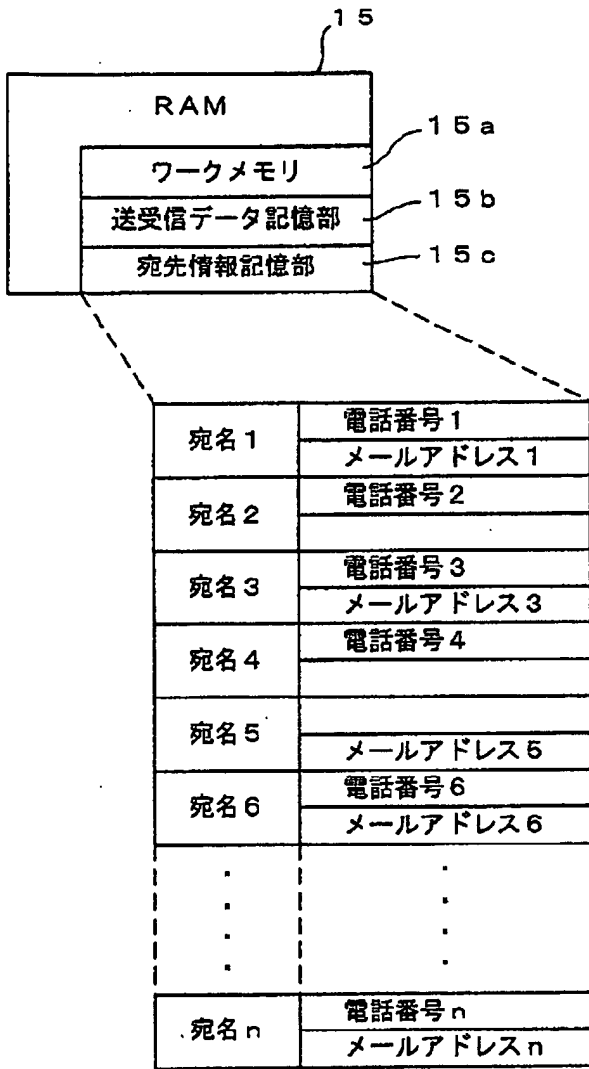 15
RAM
15a
ワークメモリ
15b
送受信データ記憶部
15c
宛先情報記憶部
宛名1
電話番号1
メールアドレス1
宛名2
電話番号2
宛名3
電話番号3
メールアドレス3
宛名4
電話番号4
宛名5
メールアドレス5
宛名6
電話番号6
メールアドレス6
宛名n
電話番号n
メールアドレスn